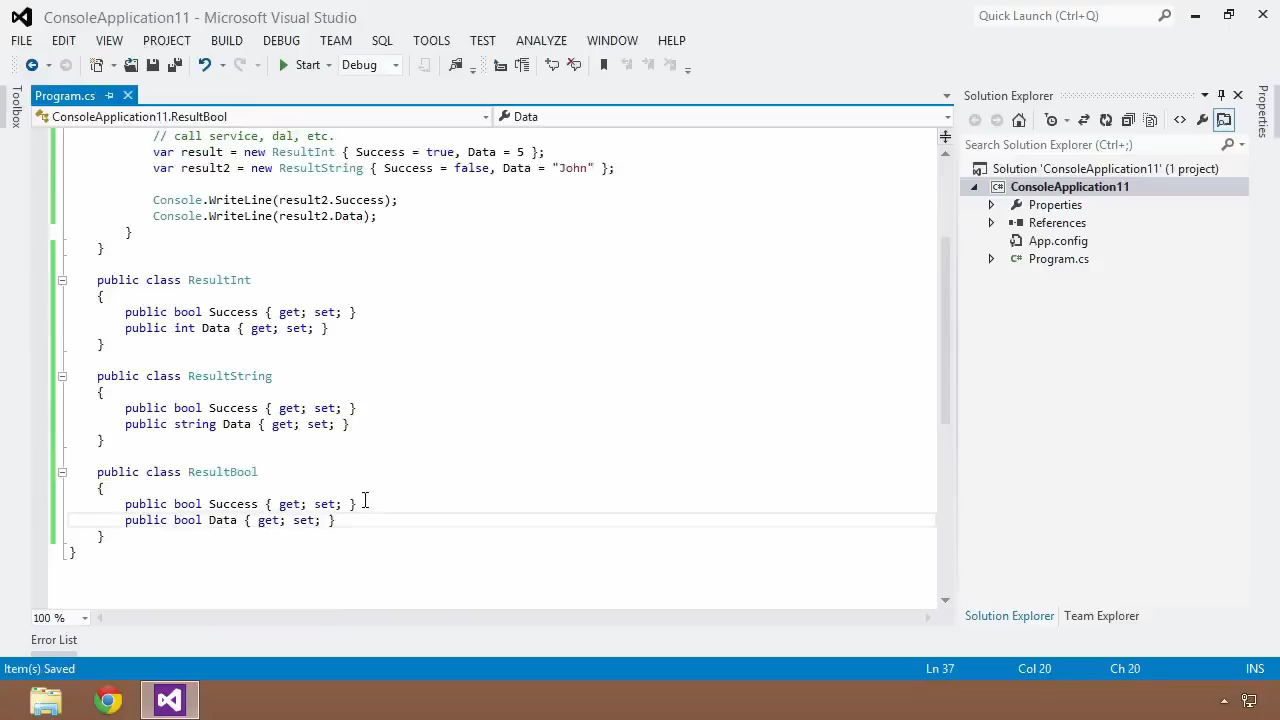 ConsoleApplication11 - Microsoft Visual Studio
Quick Launch (Ctrl+Q)
FILE EDIT VIEW PROJECT BUILD DEBUG TEAM SQL TOOLS TEST ANALYZE WINDOW HELP
Start Debug
Toolbox
Program.cs
ConsoleApplication11.ResultBool
Data
// call service, dal, etc.
var result = new ResultInt { Success = true, Data = 5 };
var result2 = new ResultString { Success = false, Data = "John" };
Console.WriteLine(result2.Success);
Console.WriteLine(result2.Data);
}
}
public class ResultInt
{
public bool Success { get; set; }
public int Data { get; set; }
}
public class ResultString
{
public bool Success { get; set; }
public string Data { get; set; }
}
public class ResultBool
{
public bool Success { get; set; }
public bool Data { get; set; }
}
}
100 %
Solution Explorer
Search Solution Explorer (Ctrl+;)
Solution 'ConsoleApplication11' (1 project)
C# ConsoleApplication11
Properties
References
App.config
C# Program.cs
Solution Explorer Team Explorer
Properties
Error List
Item(s) Saved
Ln 37 Col 20 Ch 20 INS